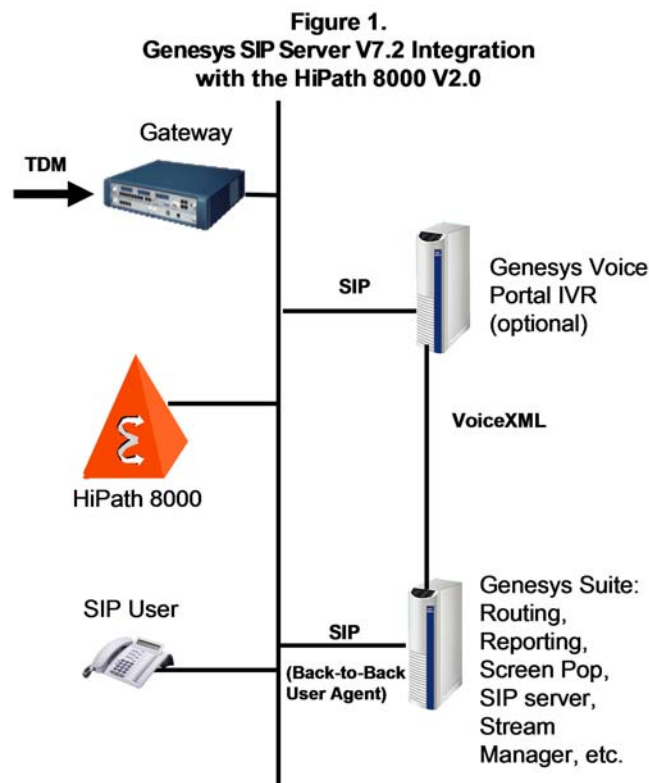 Figure 1.
Genesys SIP Server V7.2 Integration
with the HiPath 8000 V2.0
Gateway
TDM
SIP
Genesys Voice
Portal IVR
(optional)
VoiceXML
HiPath 8000
SIP User
SIP
(Back-to-Back
User Agent)
Genesys Suite:
Routing,
Reporting,
Screen Pop,
SIP server,
Stream
Manager, etc.